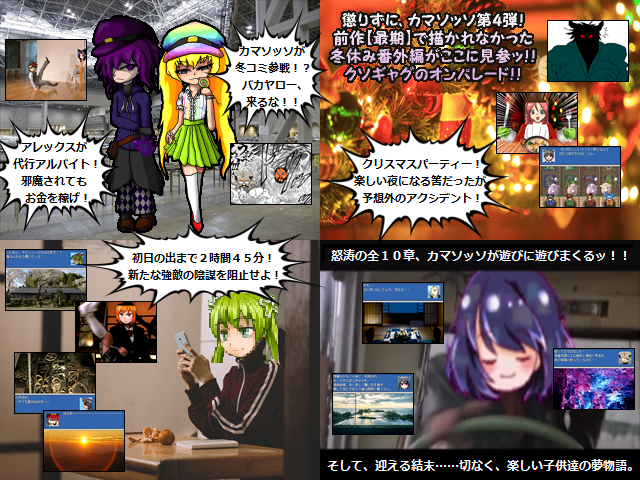 カマソッソが
冬コミ参戦！？
バカヤロー、
来るな！！
アレックスが
代行アルバイト！
邪魔されても
お金を稼げ！
懲りずに、カマソッソ第4弾！
前作【最期】で描かれなかった
冬休み番外編がここに見参ッ!!
クソギャグのオンパレード!!
クリスマスパーティー！
楽しい夜になる筈だったが
予想外のアクシデント！
初日の出まで２時間４５分！
新たな強敵の陰謀を阻止せよ！
怒涛の全１０章、カマソッソが遊びに遊びまくるッ！！
そして、迎える結末……切なく、楽しい子供達の夢物語。